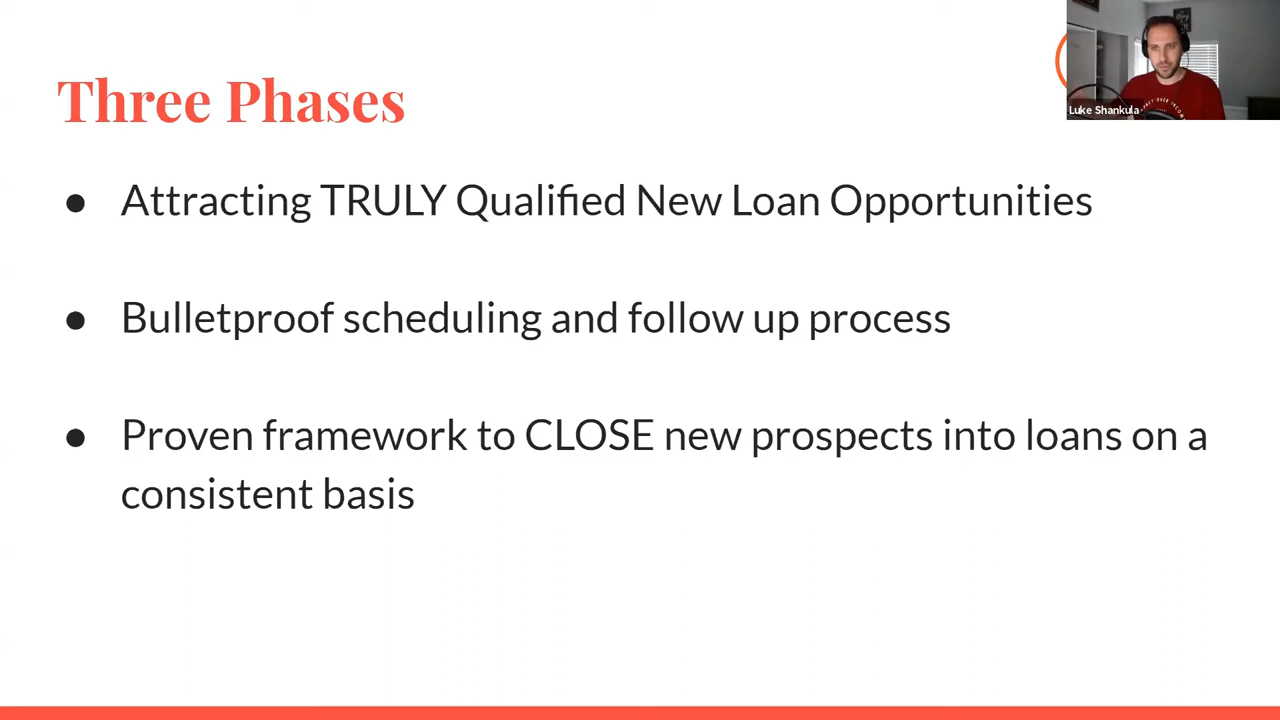 Three Phases
Luke Shankula
● Attracting TRULY Qualified New Loan Opportunities
● Bulletproof scheduling and follow up process
● Proven framework to CLOSE new prospects into loans on a
consistent basis